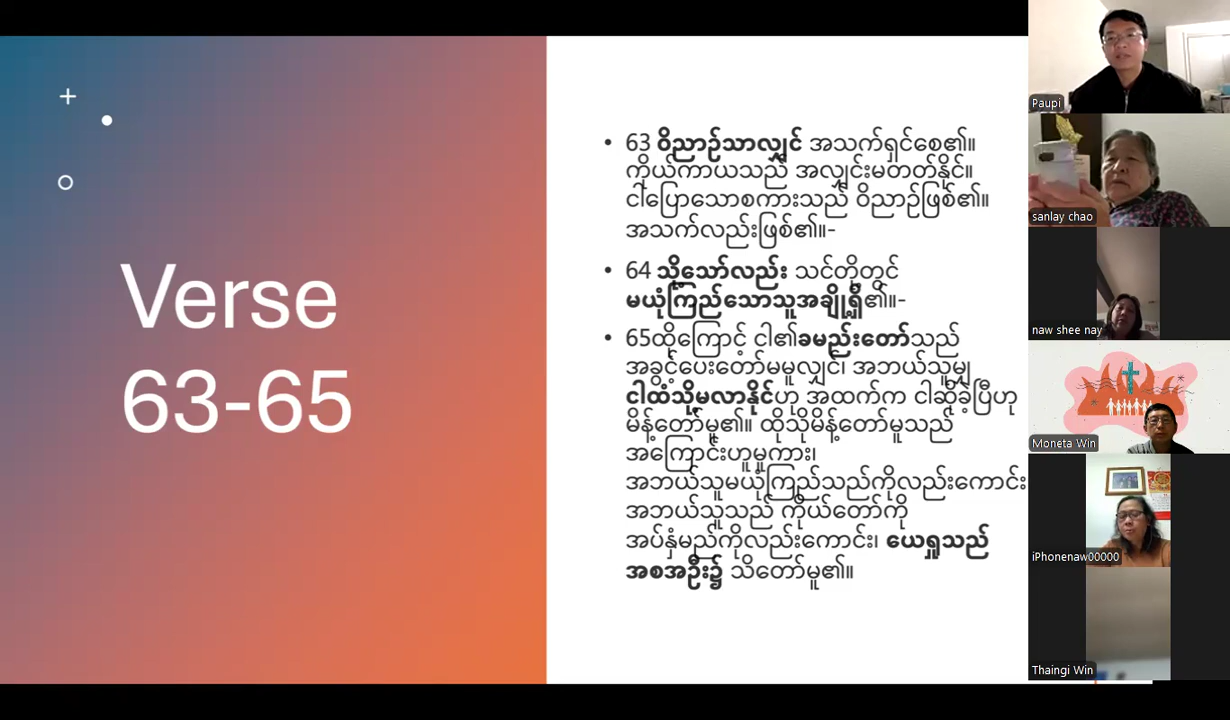 Verse
63-65
• 63 ဝိညာဉ်သာလျှင် အသက်ရှင်စေ၏။
ကိုယ်ကာယသည် အလျှင်းမတတ်နိုင်။
ငါပြောသောစကားသည် ဝိညာဉ်ဖြစ်၏။
အသက်လည်းဖြစ်၏။-
• 64 သို့သော်လည်း သင်တို့တွင်
မယုံကြည်သောသူအချို့ရှိ၏။-
• 65ထိုကြောင့် ငါ၏ခမည်းတော်သည်
အခွင့်ပေးတော်မမူလျှင်၊ အဘယ်သူမျှ
ငါထံသို့မလာနိုင်ဟု အထက်က ငါဆိုခဲ့ပြီဟု
မိန့်တော်မူ၏။ ထိုသို့မိန့်တော်မူသည်
အကြောင်းဟူမူကား၊
အဘယ်သူမယုံကြည်သည်ကိုလည်းကောင်း
အဘယ်သူသည် ကိုယ်တော်ကို
အပ်နှံမည်ကိုလည်းကောင်း၊ ယေရှုသည်
အစအဦး၌ သိတော်မူ၏။
Paupi
sanlay chao
naw shee nay
Moneta Win
iPhonenaw00000
Thaingi Win